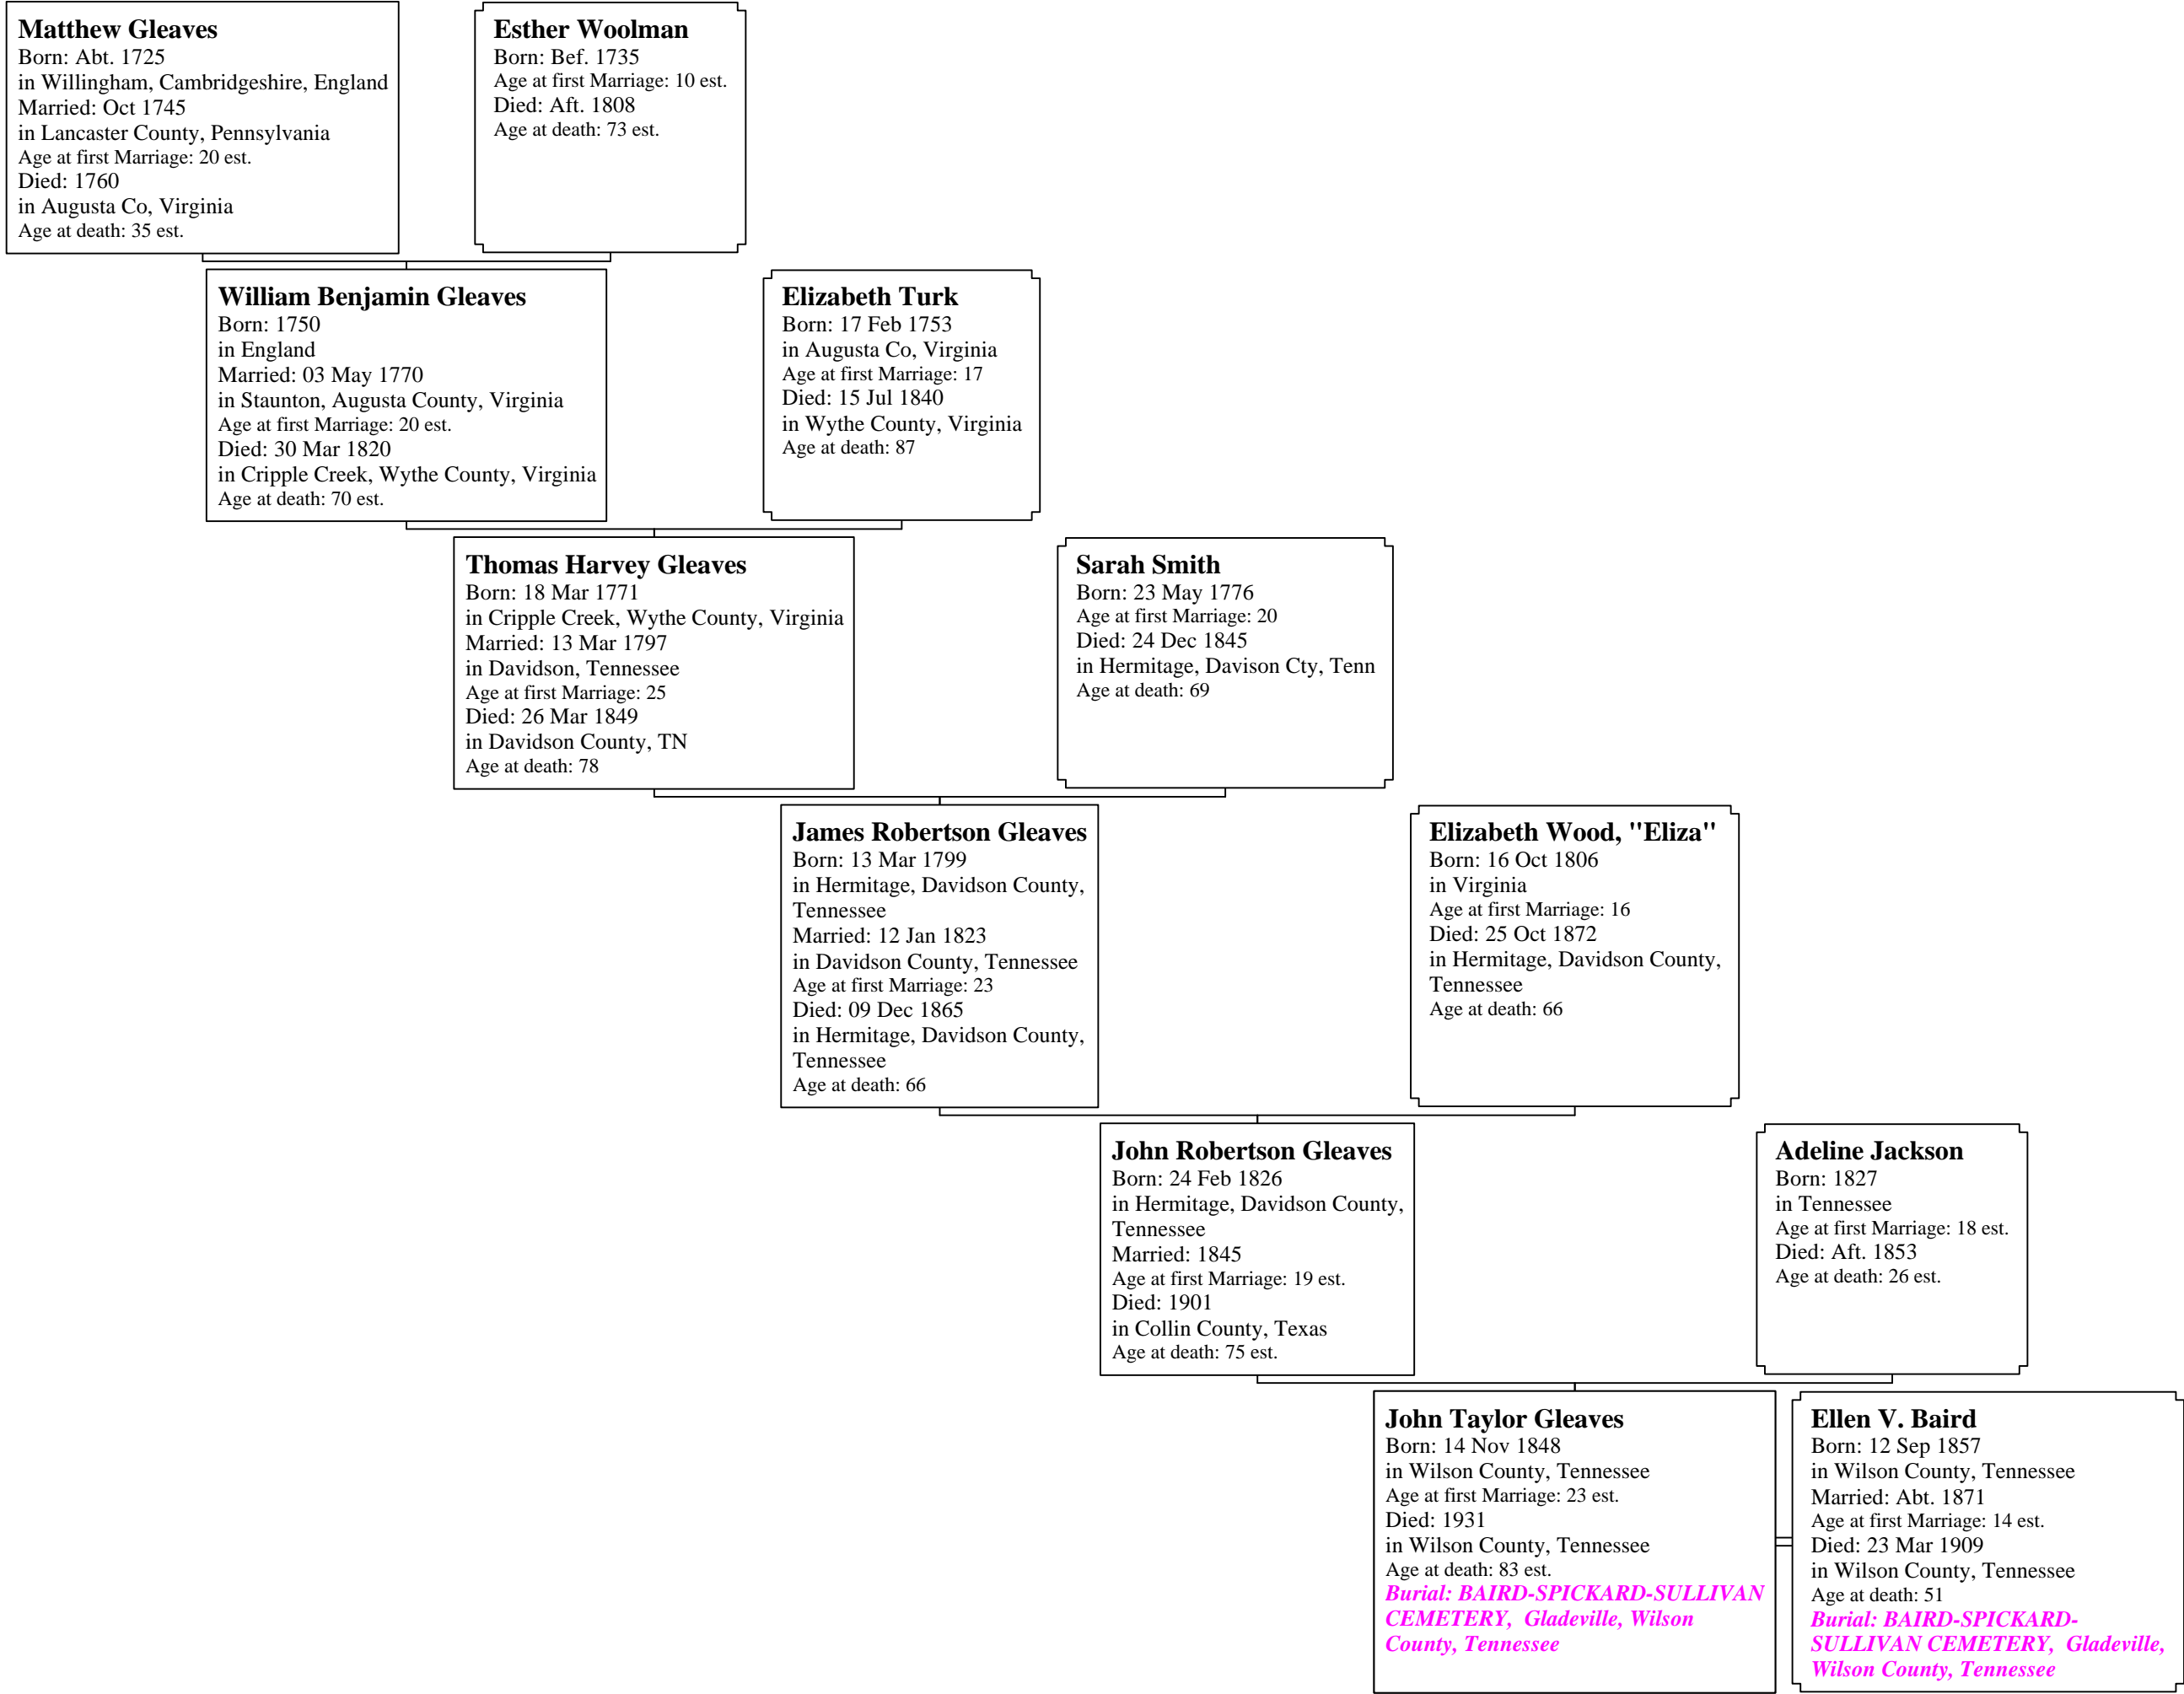 Matthew Gleaves
Born: Abt. 1725
in Willingham, Cambridgeshire, England
Married: Oct 1745
in Lancaster County, Pennsylvania
Age at first Marriage: 20 est.
Died: 1760
in Augusta Co, Virginia
Age at death: 35 est.
Esther Woolman
Born: Bef. 1735
Age at first Marriage: 10 est.
Died: Aft. 1808
Age at death: 73 est.
William Benjamin Gleaves
Born: 1750
in England
Married: 03 May 1770
in Staunton, Augusta County, Virginia
Age at first Marriage: 20 est.
Died: 30 Mar 1820
in Cripple Creek, Wythe County, Virginia
Age at death: 70 est.
Elizabeth Turk
Born: 17 Feb 1753
in Augusta Co, Virginia
Age at first Marriage: 17
Died: 15 Jul 1840
in Wythe County, Virginia
Age at death: 87
Thomas Harvey Gleaves
Born: 18 Mar 1771
in Cripple Creek, Wythe County, Virginia
Married: 13 Mar 1797
in Davidson, Tennessee
Age at first Marriage: 25
Died: 26 Mar 1849
in Davidson County, TN
Age at death: 78
Sarah Smith
Born: 23 May 1776
Age at first Marriage: 20
Died: 24 Dec 1845
in Hermitage, Davison Cty, Tenn
Age at death: 69
James Robertson Gleaves
Born: 13 Mar 1799
in Hermitage, Davidson County,
Tennessee
Married: 12 Jan 1823
in Davidson County, Tennessee
Age at first Marriage: 23
Died: 09 Dec 1865
in Hermitage, Davidson County,
Tennessee
Age at death: 66
Elizabeth Wood, "Eliza"
Born: 16 Oct 1806
in Virginia
Age at first Marriage: 16
Died: 25 Oct 1872
in Hermitage, Davidson County,
Tennessee
Age at death: 66
John Robertson Gleaves
Born: 24 Feb 1826
in Hermitage, Davidson County,
Tennessee
Married: 1845
Age at first Marriage: 19 est.
Died: 1901
in Collin County, Texas
Age at death: 75 est.
Adeline Jackson
Born: 1827
in Tennessee
Age at first Marriage: 18 est.
Died: Aft. 1853
Age at death: 26 est.
John Taylor Gleaves
Born: 14 Nov 1848
in Wilson County, Tennessee
Age at first Marriage: 23 est.
Died: 1931
in Wilson County, Tennessee
Age at death: 83 est.
Burial: BAIRD-SPICKARD-SULLIVAN
CEMETERY, Gladeville, Wilson
County, Tennessee
Ellen V. Baird
Born: 12 Sep 1857
in Wilson County, Tennessee
Married: Abt. 1871
Age at first Marriage: 14 est.
Died: 23 Mar 1909
in Wilson County, Tennessee
Age at death: 51
Burial: BAIRD-SPICKARD-
SULLIVAN CEMETERY, Gladeville,
Wilson County, Tennessee